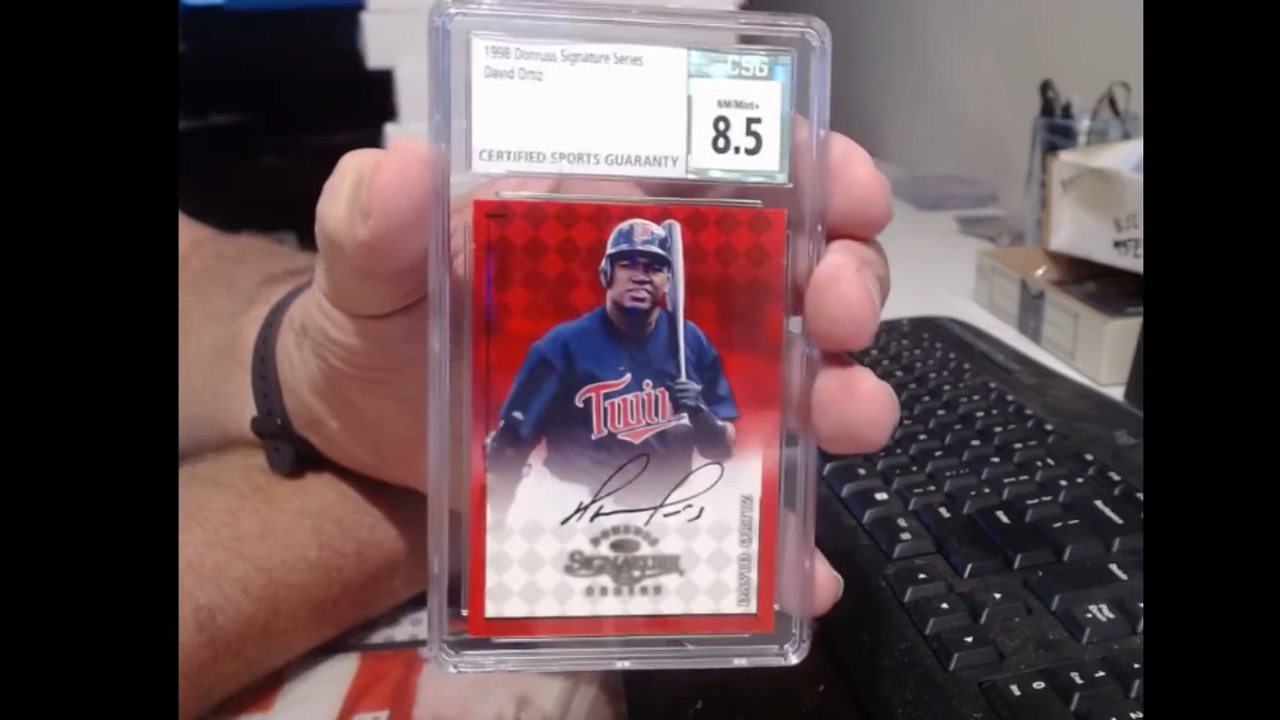 1998 Donruss Signature Series
David Ortiz
CSG
NM/Mint+
8.5
CERTIFIED SPORTS GUARANTY
Twin
DONRUSS
SIGNATURE
SERIES
DAVID ORTIZ